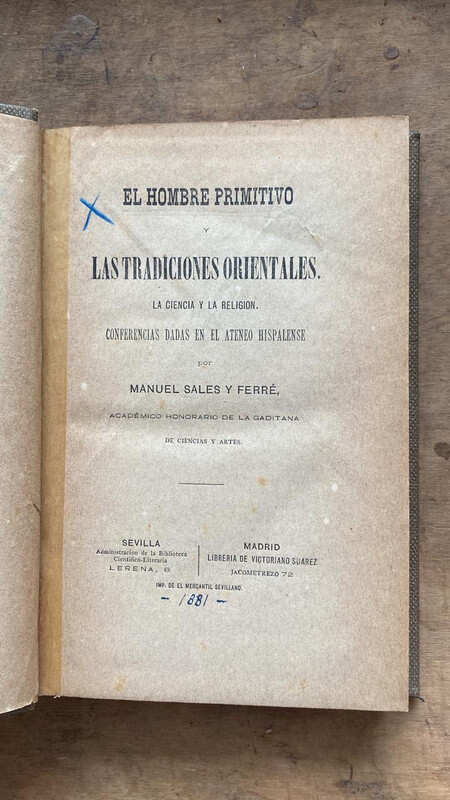 EL HOMBRE PRIMITIVO
Y
LAS TRADICIONES ORIENTALES.
LA CIENCIA Y LA RELIGION.
CONFERENCIAS DADAS EN EL ATENEO HISPALENSE
por
MANUEL SALES Y FERRÉ,
ACADÉMICO HONORARIO DE LA GADITANA
DE CIENCIAS Y ARTES.
SEVILLA
Administracion de la Biblioteca
Científico-Literaria
LERENA, 6
MADRID
LIBRERIA DE VICTORIANO SUAREZ
JACOMETREZO 72
IMP. DE EL MERCANTIL SEVILLANO.
- 1881 -